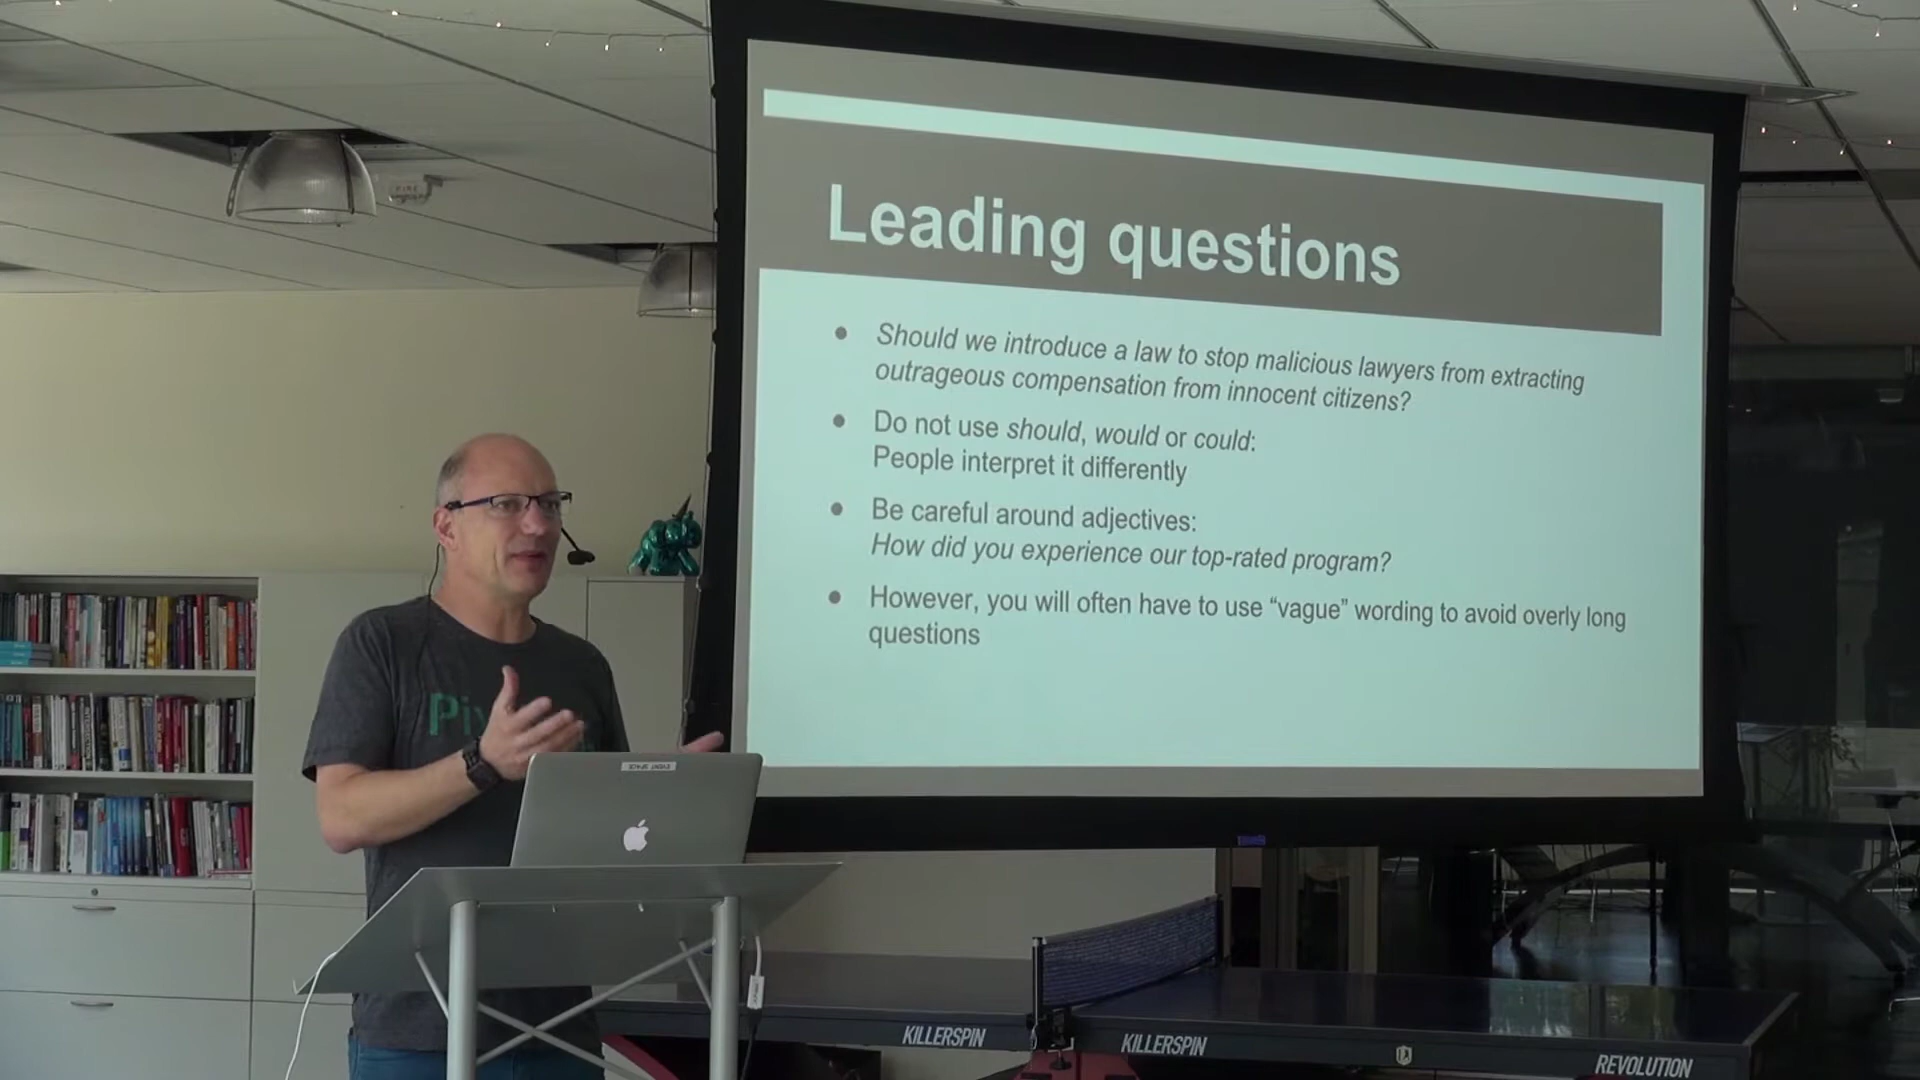 Leading questions
Should we introduce a law to stop malicious lawyers from extracting
outrageous compensation from innocent citizens?
Do not use should, would or could:
People interpret it differently
Be careful around adjectives:
How did you experience our top-rated program?
However, you will often have to use “vague” wording to avoid overly long
questions
FIRE
Pi
KILLERSPIN
KILLERSPIN
REVOLUTION